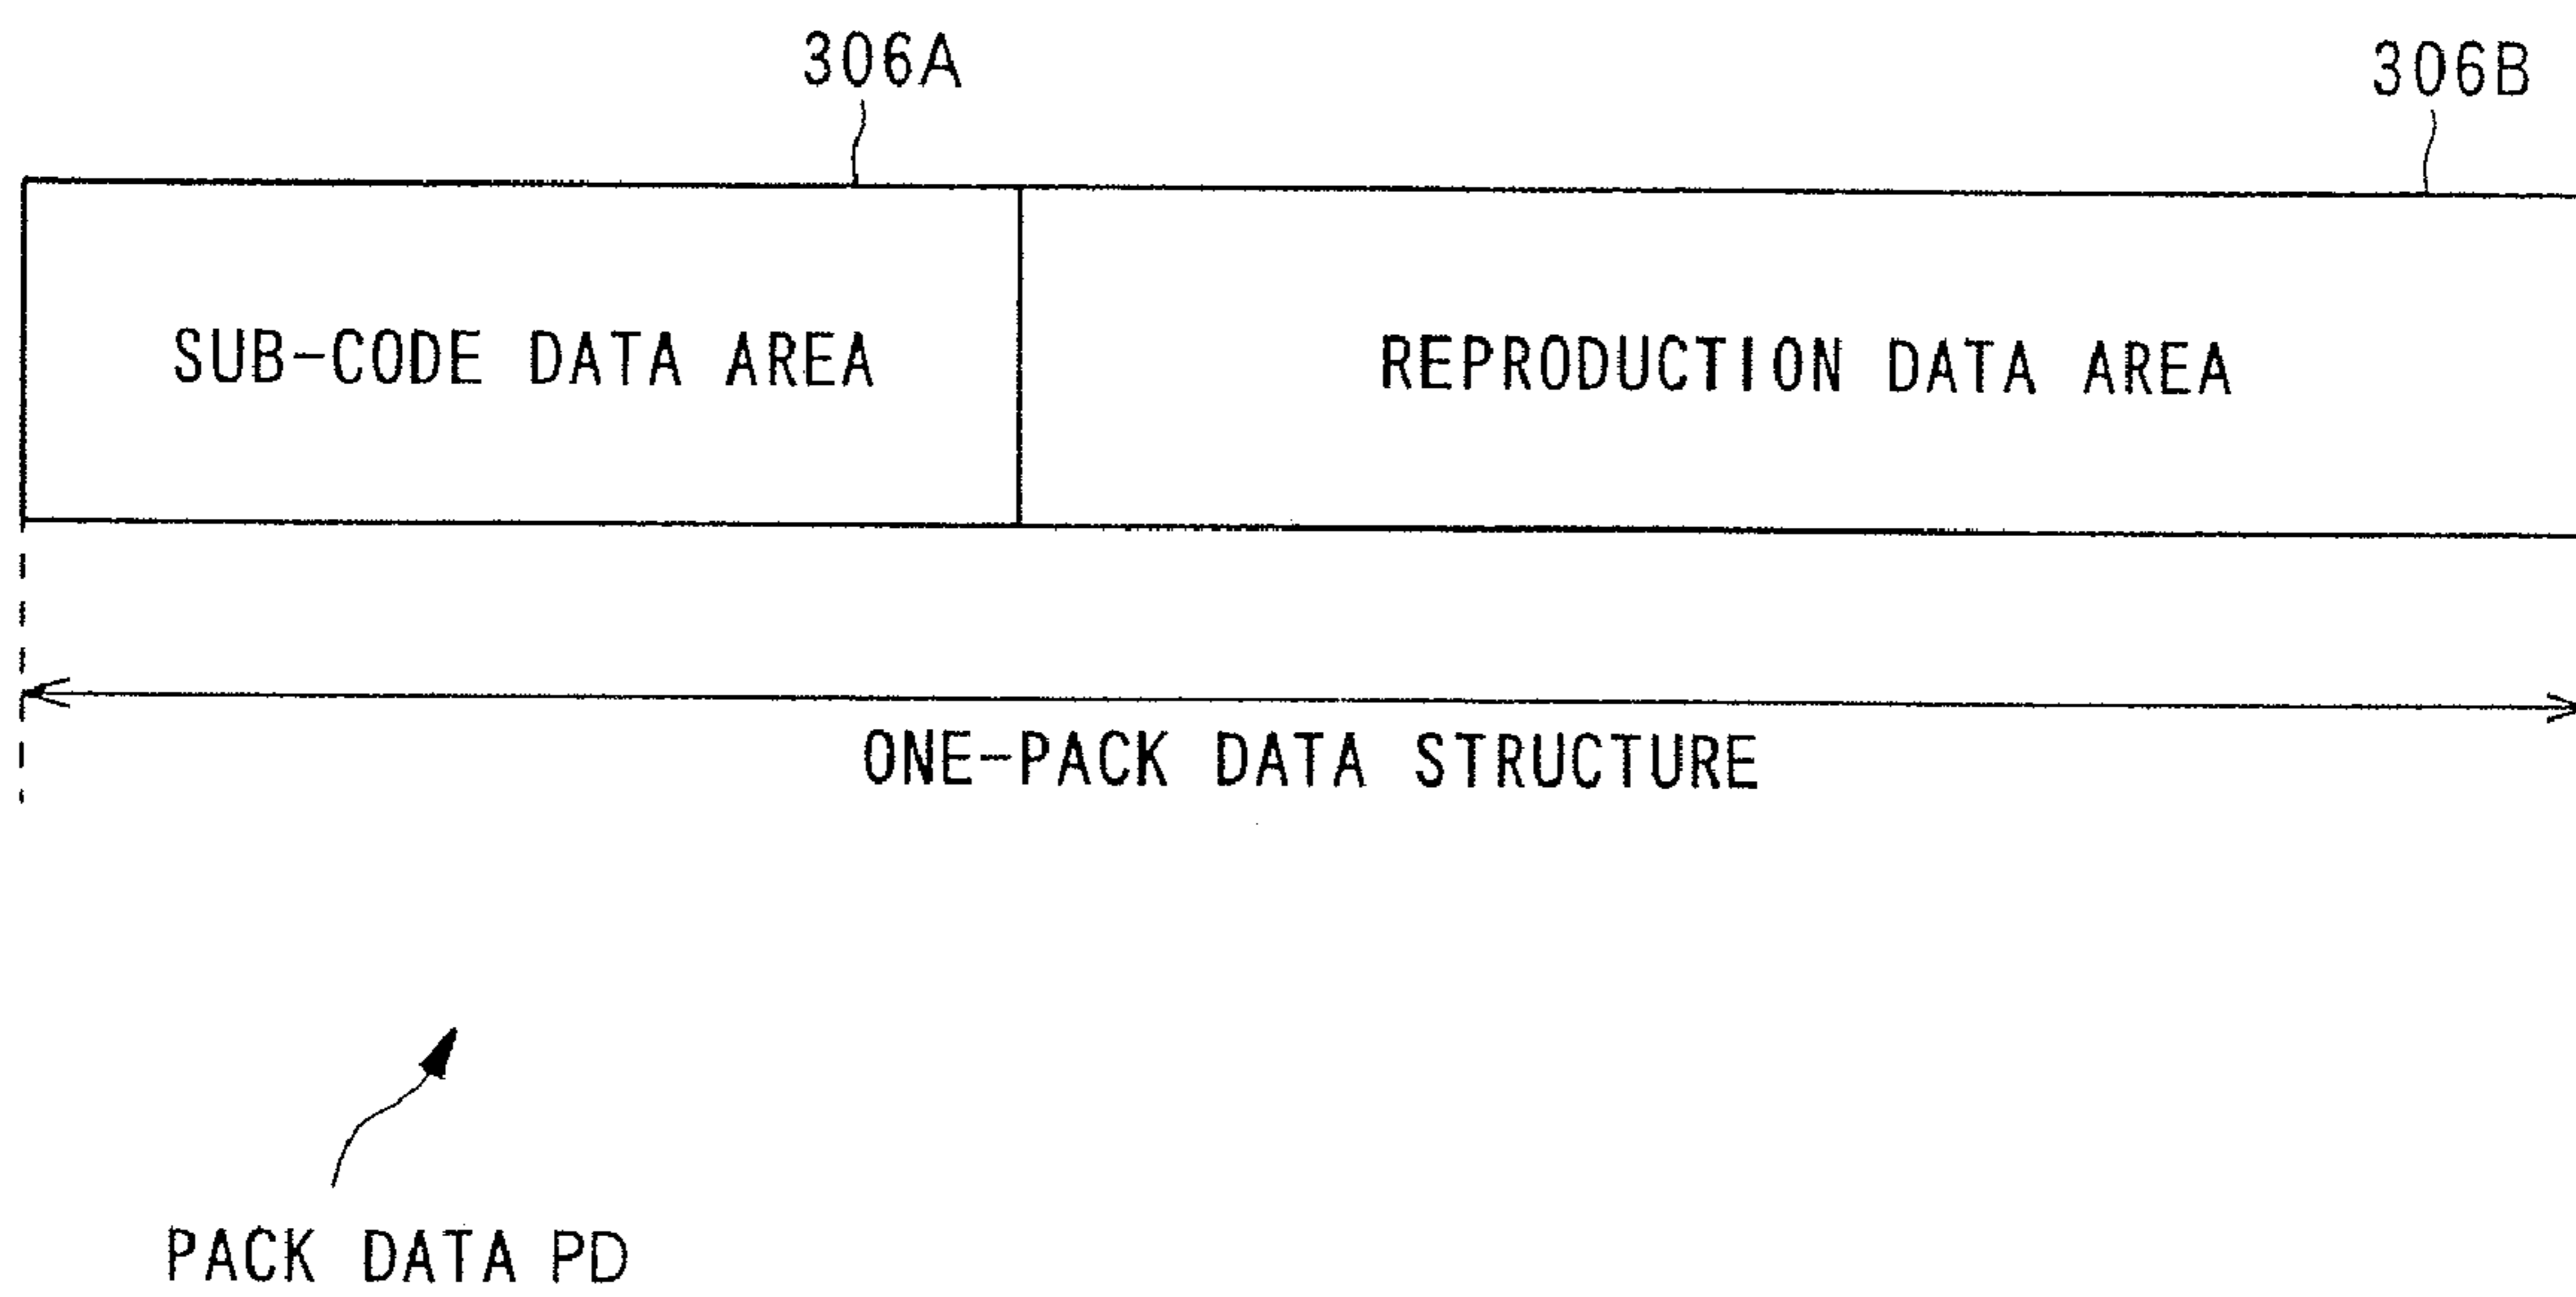 306A
306B
SUB-CODE DATA AREA
REPRODUCTION DATA AREA
ONE-PACK DATA STRUCTURE
PACK DATA PD